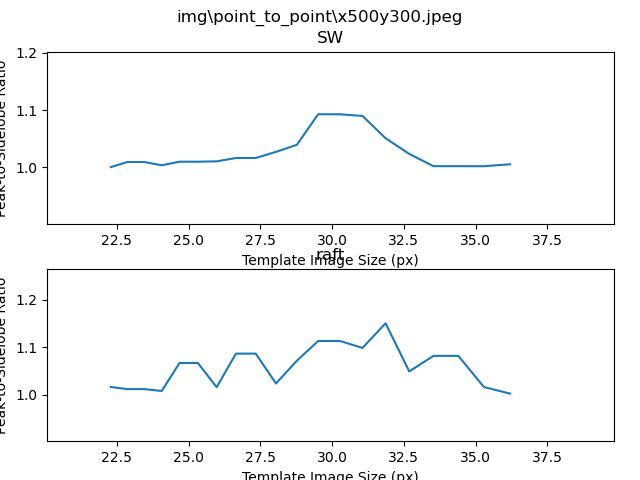 img\point_to_point\x500y300.jpeg
SW
Peak-to-Sidelobe Ratio
1.2
1.1
1.0
22.5 25.0 27.5 30.0 32.5 35.0 37.5
Template Image Size (px)
raft
Peak-to-Sidelobe Ratio
1.2
1.1
1.0
22.5 25.0 27.5 30.0 32.5 35.0 37.5
Template Image Size (px)